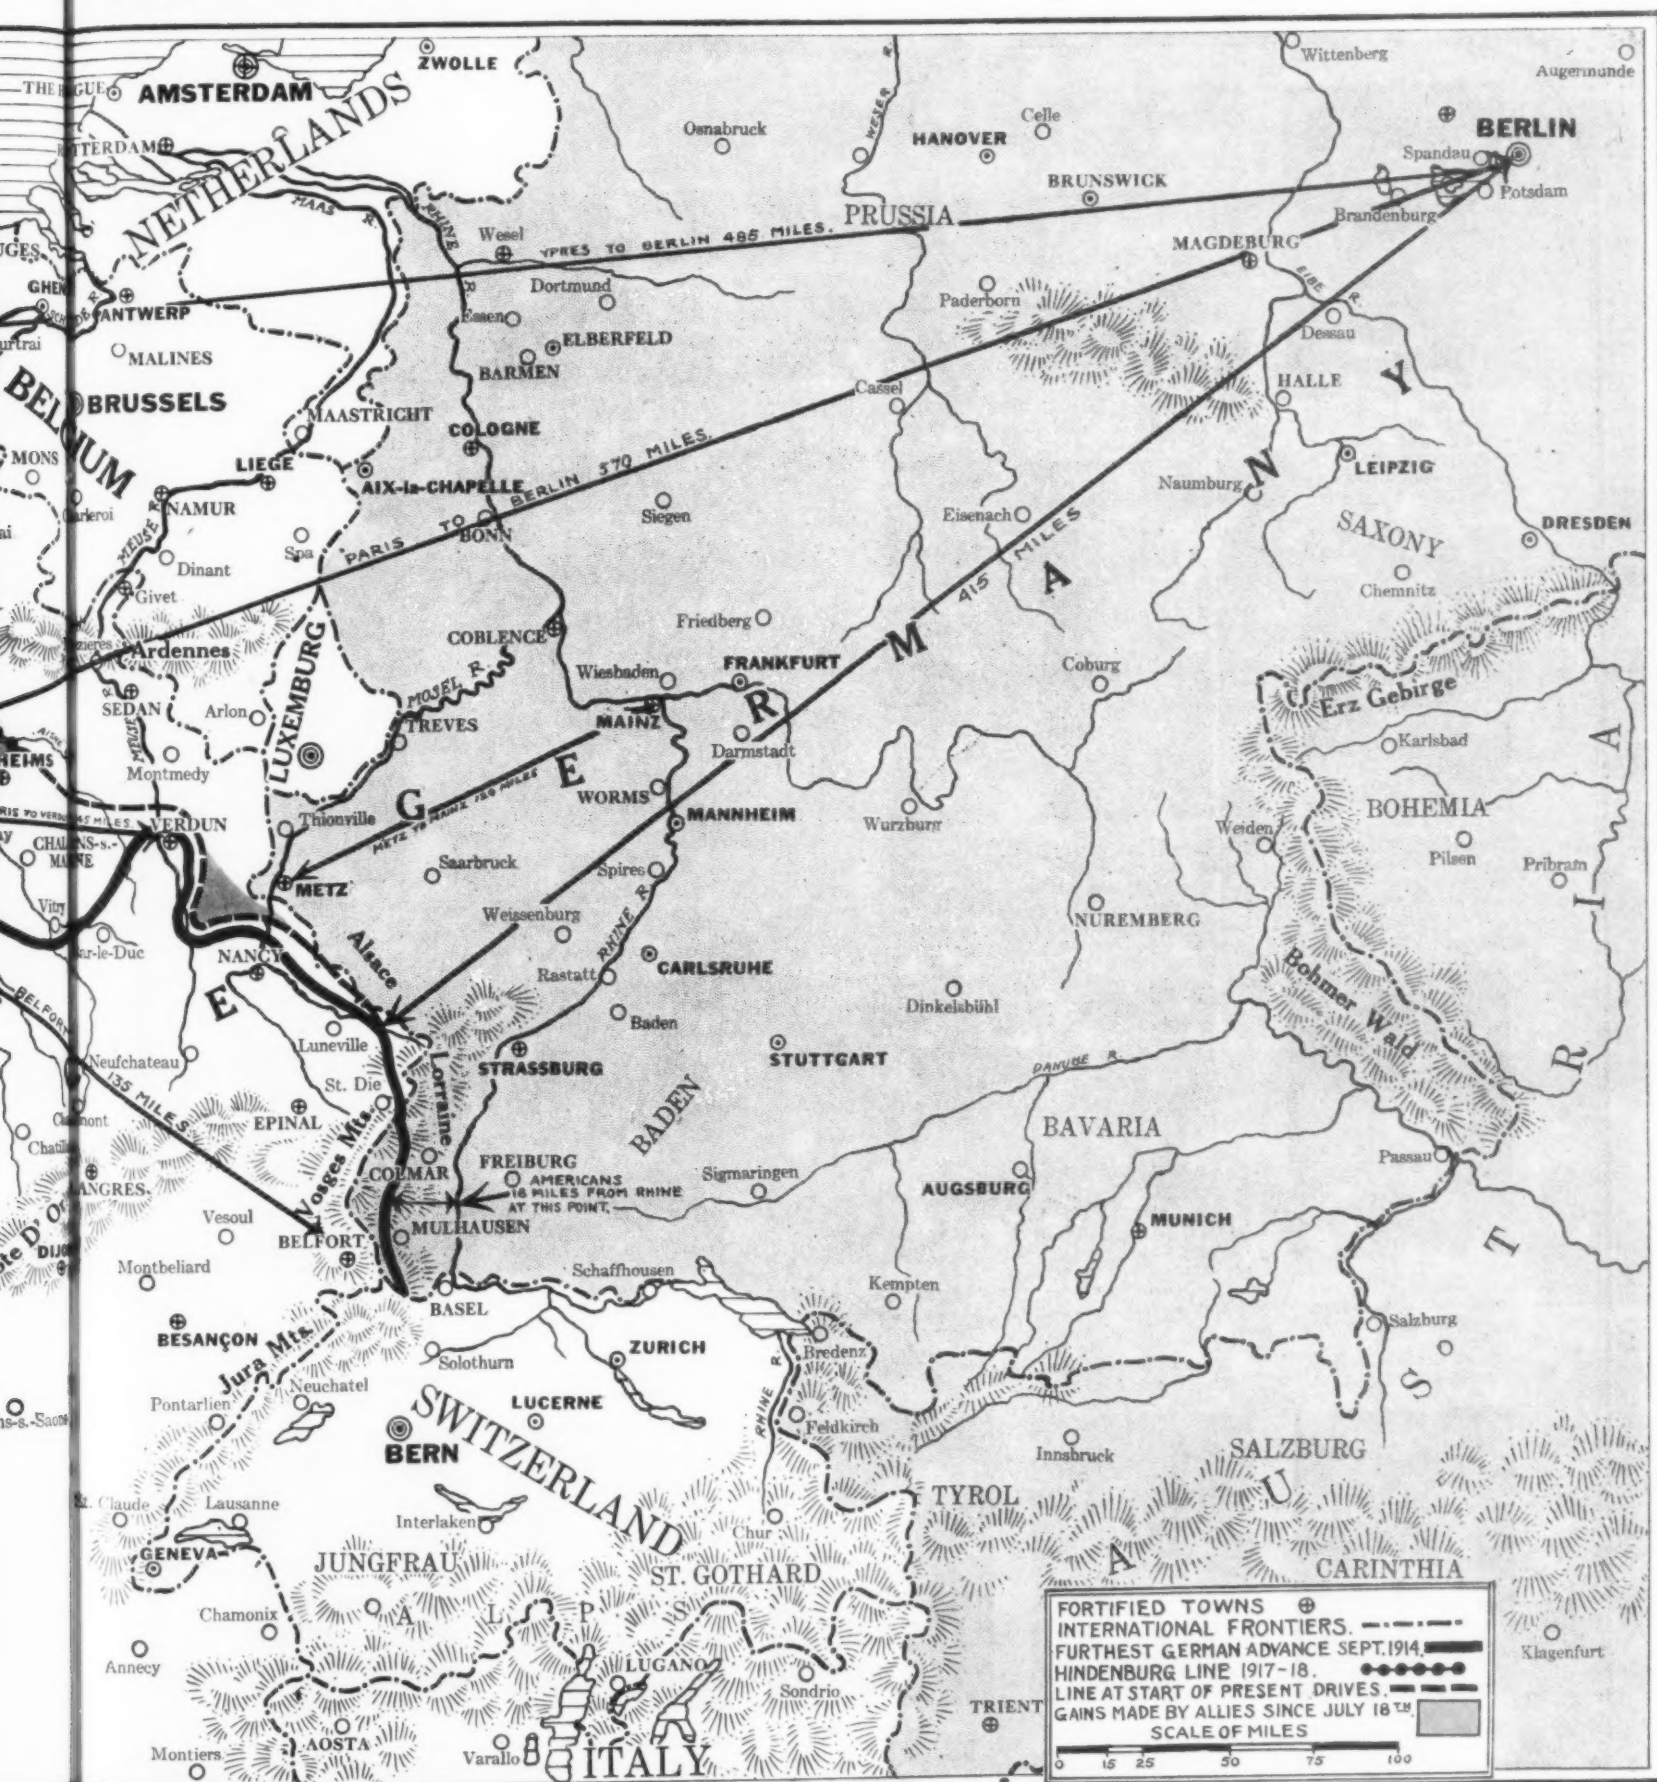 ZWOLLE
Wittenberg
Augermunde
AMSTERDAM
NETHERLANDS
Osnabruck
WESER R.
HANOVER
Celle
BERLIN
Spandau
Potsdam
BRUNSWICK
Brandenburg
MAAS R.
RHINE R.
Wesel
YPRES TO BERLIN 485 MILES.
PRUSSIA
MAGDEBURG
ELBE R.
ANTWERP
Dortmund
Paderborn
Dessau
Essen
MALINES
ELBERFELD
BARMEN
BRUSSELS
BELGIUM
MAASTRICHT
COLOGNE
Cassel
HALLE
MONS
LIEGE
AIX-la-CHAPELLE
PARIS TO BERLIN 570 MILES.
LEIPZIG
NAMUR
MEUSE R.
Spa
BONN
Siegen
Eisenach
Naumburg
SAXONY
DRESDEN
Dinant
Givet
415 MILES
Chemnitz
Ardennes
LUXEMBURG
COBLENCE
Friedberg
GERMANY
Wiesbaden
FRANKFURT
Coburg
Erz Gebirge
MOSEL R.
SEDAN
MEUSE
Arlon
TREVES
MAINZ
Darmstadt
Karlsbad
Montmedy
METZ TO MAINZ 120 MILES
WORMS
MANNHEIM
Wurzburg
BOHEMIA
VERDUN
Thionville
Weiden
Pilsen
Pribram
Saarbruck
Spires
METZ
Vitry
Weissenburg
RHINE R.
NUREMBERG
NANCY
Alsace
Rastatt
CARLSRUHE
Dinkelsbühl
Bohmer Wald
E
BELFORT
135 MILES
Luneville
Baden
Neufchateau
Lorraine
STRASSBURG
STUTTGART
DANUBE R.
St. Die
EPINAL
Vosges Mts.
BADEN
BAVARIA
COLMAR
FREIBURG
AMERICANS
18 MILES FROM RHINE
AT THIS POINT.
Sigmaringen
AUGSBURG
Passau
MUNICH
Vesoul
BELFORT
MULHAUSEN
Montbeliard
BASEL
Schaffhousen
Kempten
AUSTRIA
BESANÇON
Jura Mts.
Solothurn
ZURICH
Bredenz
Salzburg
Neuchatel
Pontarlien
SWITZERLAND
LUCERNE
RHINE R.
Feldkirch
BERN
Innsbruck
SALZBURG
St. Claude
Lausanne
Interlaken
Chur
TYROL
GENEVA
JUNGFRAU
ST. GOTHARD
CARINTHIA
Chamonix
ALPS
Annecy
LUGANO
Sondrio
Klagenfurt
TRIENT
Montiers
AOSTA
Varallo
ITALY
FORTIFIED TOWNS
INTERNATIONAL FRONTIERS.
FURTHEST GERMAN ADVANCE SEPT. 1914.
HINDENBURG LINE 1917-18.
LINE AT START OF PRESENT DRIVES.
GAINS MADE BY ALLIES SINCE JULY 18TH.
SCALE OF MILES
0 15 25 50 75 100